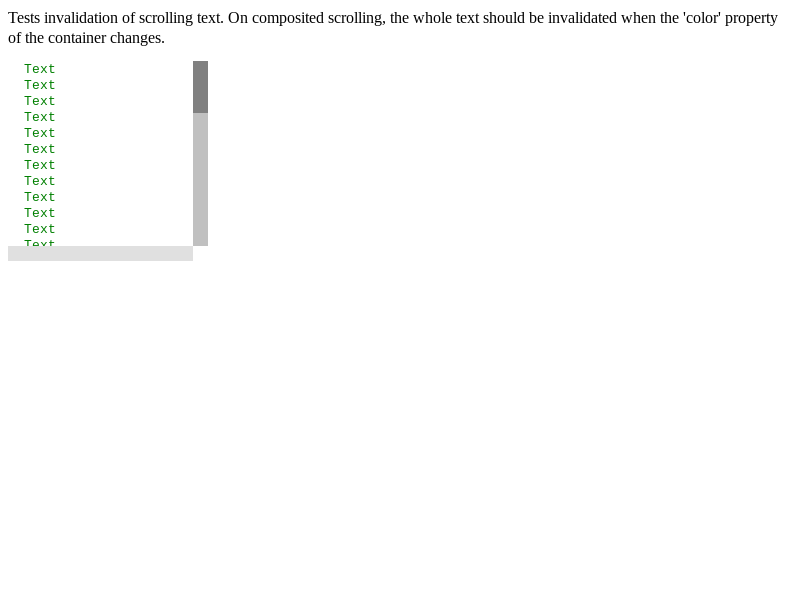 Tests invalidation of scrolling text. On composited scrolling, the whole text should be invalidated when the 'color' property
of the container changes.
Text
Text
Text
Text
Text
Text
Text
Text
Text
Text
Text
Text